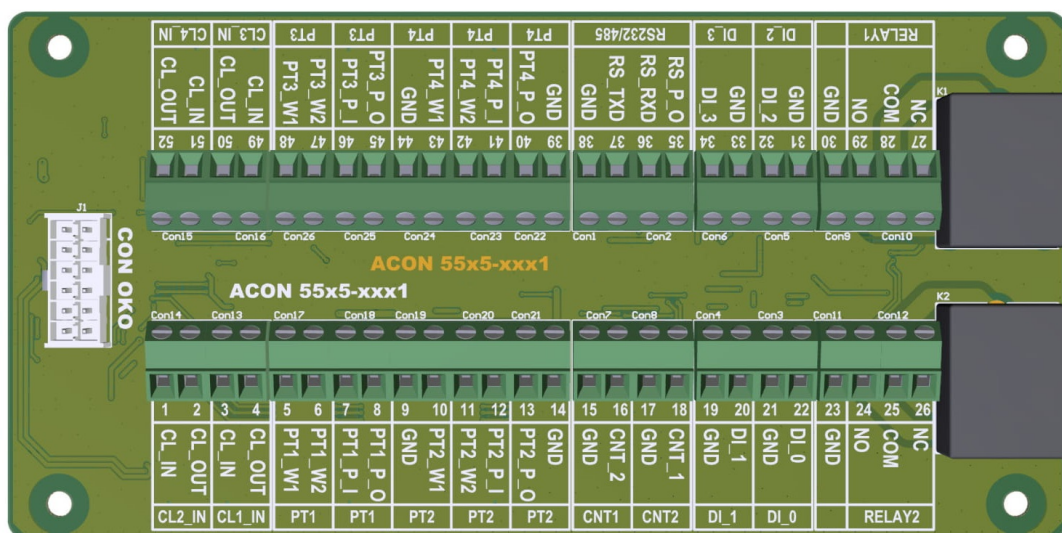 CL4_IN CL3_IN PT3 PT3 PT4 PT4 PT4 RS232/485 DI_3 DI_2 RELAY1
CL_OUT CL_IN CL_OUT CL_IN PT3_W1 PT3_W2 PT3_P_I PT3_P_O GND PT4_W1 PT4_W2 PT4_P_I PT4_P_O GND GND RS_TXD RS_RXD RS_P_O DI_3 GND DI_2 GND GND NO COM NC
52 51 50 49 48 47 46 45 44 43 42 41 40 39 38 37 36 35 34 33 32 31 30 29 28 27
K1
J1
CON OKO
Con15 Con16 Con26 Con25 Con24 Con23 Con22 Con1 Con2 Con6 Con5 Con9 Con10
ACON 55x5-xxx1
ACON 55x5-xxx1
K2
Con14 Con13 Con17 Con18 Con19 Con20 Con21 Con7 Con8 Con4 Con3 Con11 Con12
1 2 3 4 5 6 7 8 9 10 11 12 13 14 15 16 17 18 19 20 21 22 23 24 25 26
CL_IN CL_OUT CL_IN CL_OUT PT1_W1 PT1_W2 PT1_P_I PT1_P_O GND PT2_W1 PT2_W2 PT2_P_I PT2_P_O GND GND CNT_2 GND CNT_1 GND DI_1 GND DI_0 GND NO COM NC
CL2_IN CL1_IN PT1 PT1 PT2 PT2 PT2 CNT1 CNT2 DI_1 DI_0 RELAY2